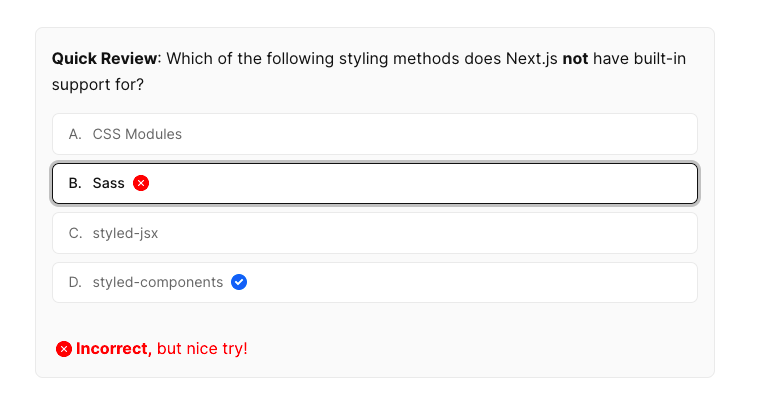 Quick Review: Which of the following styling methods does Next.js not have built-in
support for?
A. CSS Modules
B. Sass
C. styled-jsx
D. styled-components
Incorrect, but nice try!